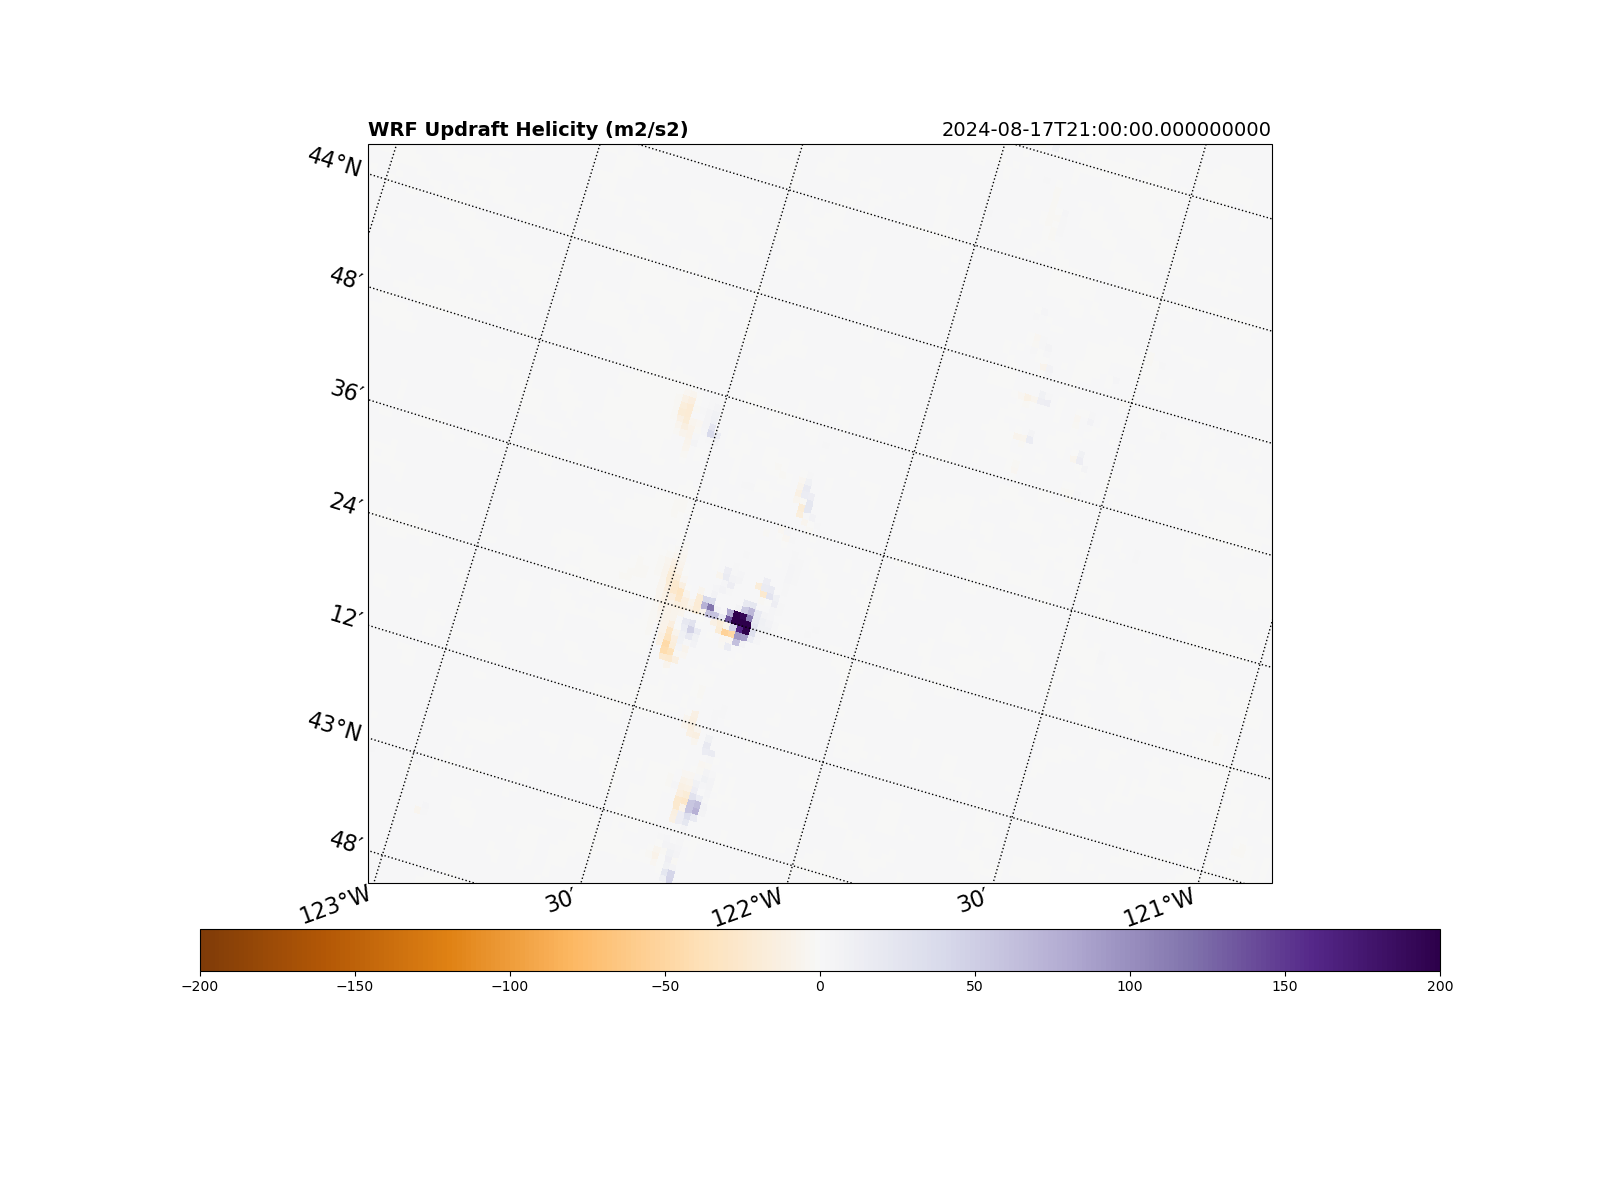 WRF Updraft Helicity (m2/s2) 2024-08-17T21:00:00.000000000
44°N
48′
36′
24′
12′
43°N
48′
123°W 30′ 122°W 30′ 121°W
−200 −150 −100 −50 0 50 100 150 200